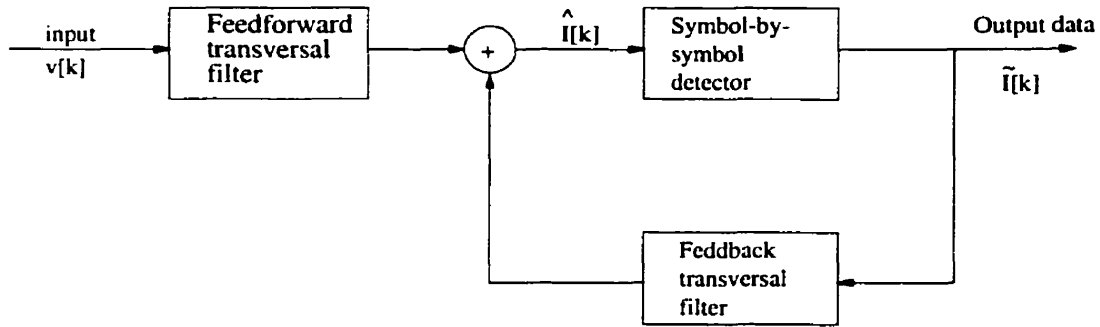 input
v[k]
Feedforward
transversal
filter
+
Î[k]
Symbol-by-
symbol
detector
Output data
Ĩ[k]
Feddback
transversal
filter